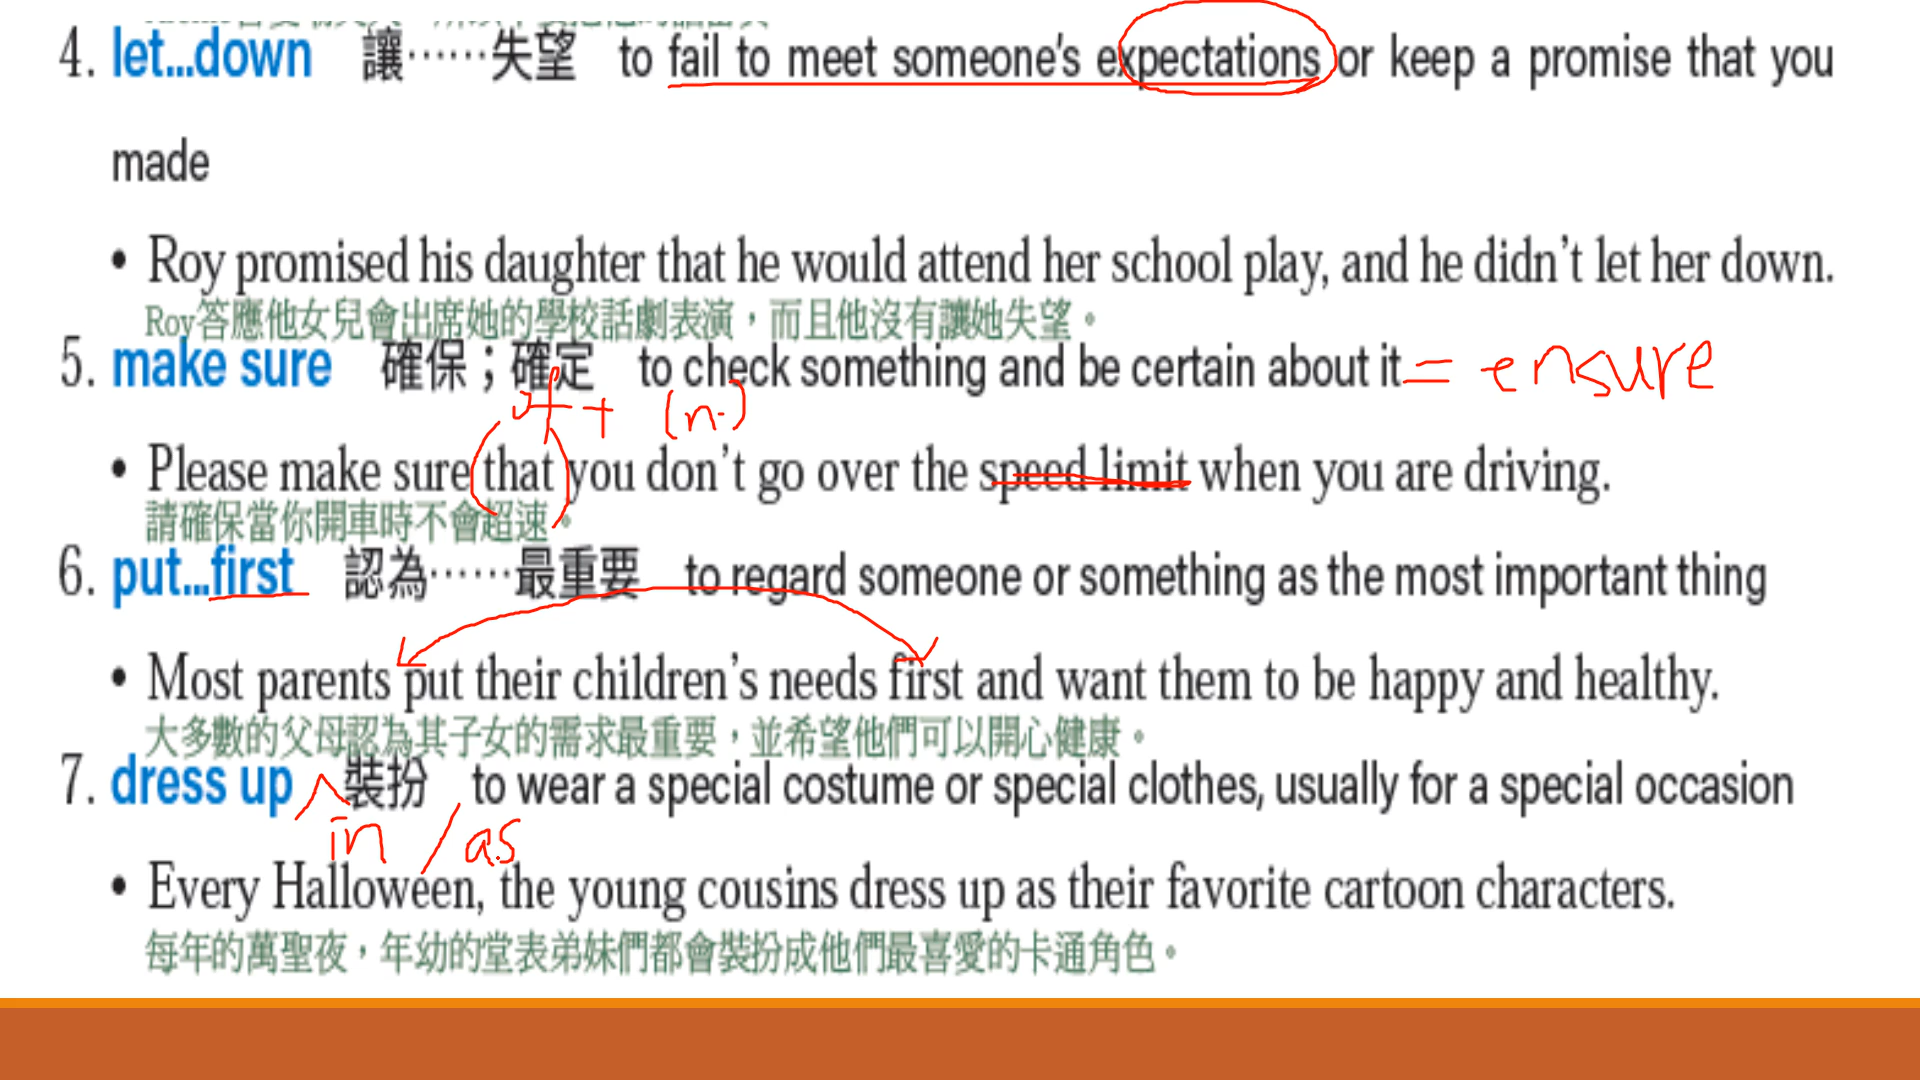 4. let...down 讓……失望 to fail to meet someone's expectations or keep a promise that you
made
• Roy promised his daughter that he would attend her school play, and he didn't let her down.
Roy答應他女兒會出席她的學校話劇表演，而且他沒有讓她失望。
5. make sure 確保；確定 to check something and be certain about it = ensure
+ (n.)
• Please make sure that you don't go over the speed limit when you are driving.
請確保當你開車時不會超速。
6. put...first 認為……最重要 to regard someone or something as the most important thing
• Most parents put their children's needs first and want them to be happy and healthy.
大多數的父母認為其子女的需求最重要，並希望他們可以開心健康。
7. dress up 裝扮 to wear a special costume or special clothes, usually for a special occasion
in / as
• Every Halloween, the young cousins dress up as their favorite cartoon characters.
每年的萬聖夜，年幼的堂表弟妹們都會裝扮成他們最喜愛的卡通角色。